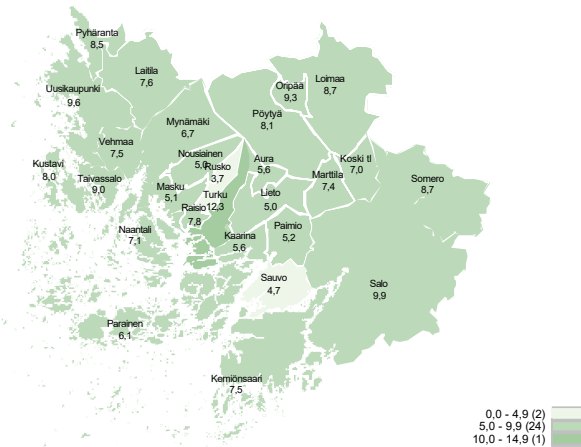 Pyhäranta
8,5
Laitila
7,6
Uusikaupunki
9,6
Oripää
9,3
Loimaa
8,7
Pöytyä
8,1
Mynämäki
6,7
Vehmaa
7,5
Kustavi
8,0
Taivassalo
9,0
Nousiainen
5,0
Rusko
3,7
Aura
5,6
Koski tl
7,0
Marttila
7,4
Somero
8,7
Masku
5,1
Turku
12,3
Lieto
5,0
Raisio
7,8
Naantali
7,1
Kaarina
5,6
Paimio
5,2
Sauvo
4,7
Salo
9,9
Parainen
6,1
Kemiönsaari
7,5
0,0 - 4,9 (2)
5,0 - 9,9 (24)
10,0 - 14,9 (1)